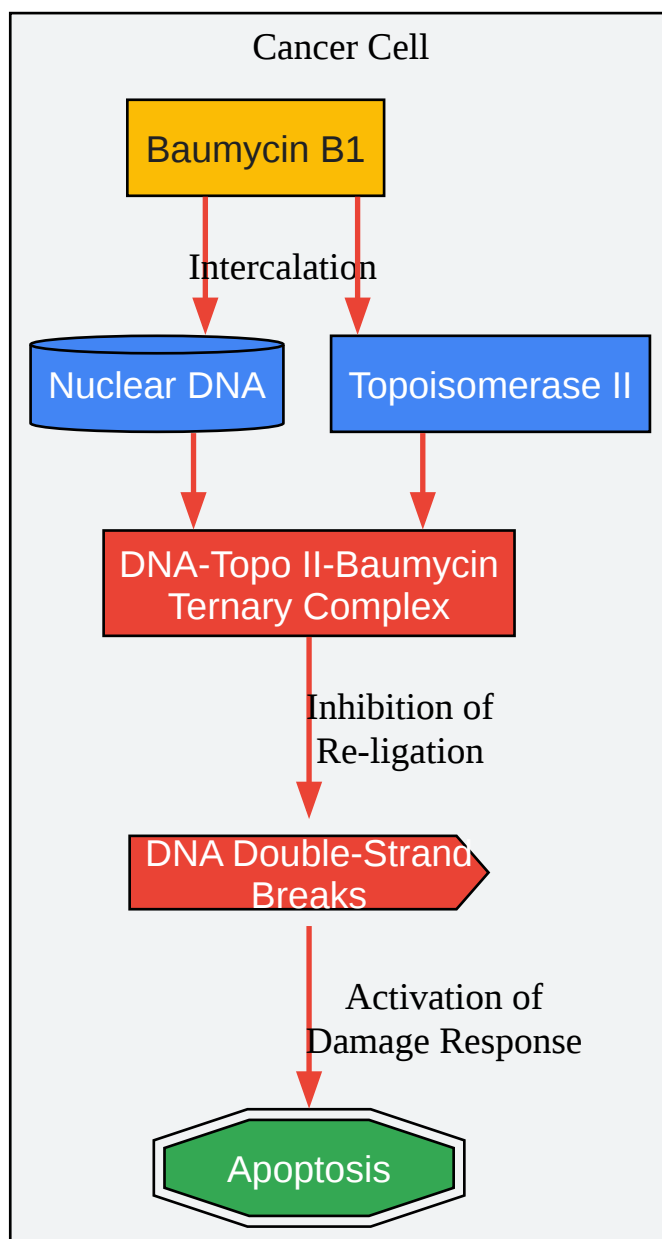 Cancer Cell
Baumycin B1
Intercalation
Nuclear DNA
Topoisomerase II
DNA-Topo II-Baumycin
Ternary Complex
Inhibition of
Re-ligation
DNA Double-Strand
Breaks
Activation of
Damage Response
Apoptosis